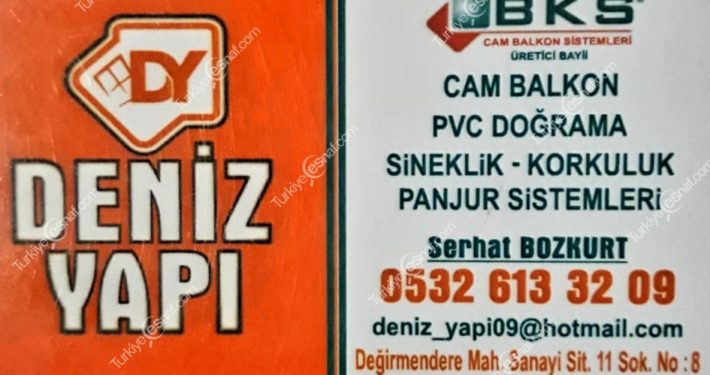 DY
DENİZ
YAPI
BKS
CAM BALKON SİSTEMLERİ
ÜRETİCİ BAYİİ
CAM BALKON
PVC DOĞRAMA
SİNEKLİK - KORKULUK
PANJUR SİSTEMLERİ
Serhat BOZKURT
0532 613 32 09
deniz_yapi09@hotmail.com
Değirmendere Mah. Sanayi Sit. 11 Sok. No : 8
TurkiyeEsnaf.com